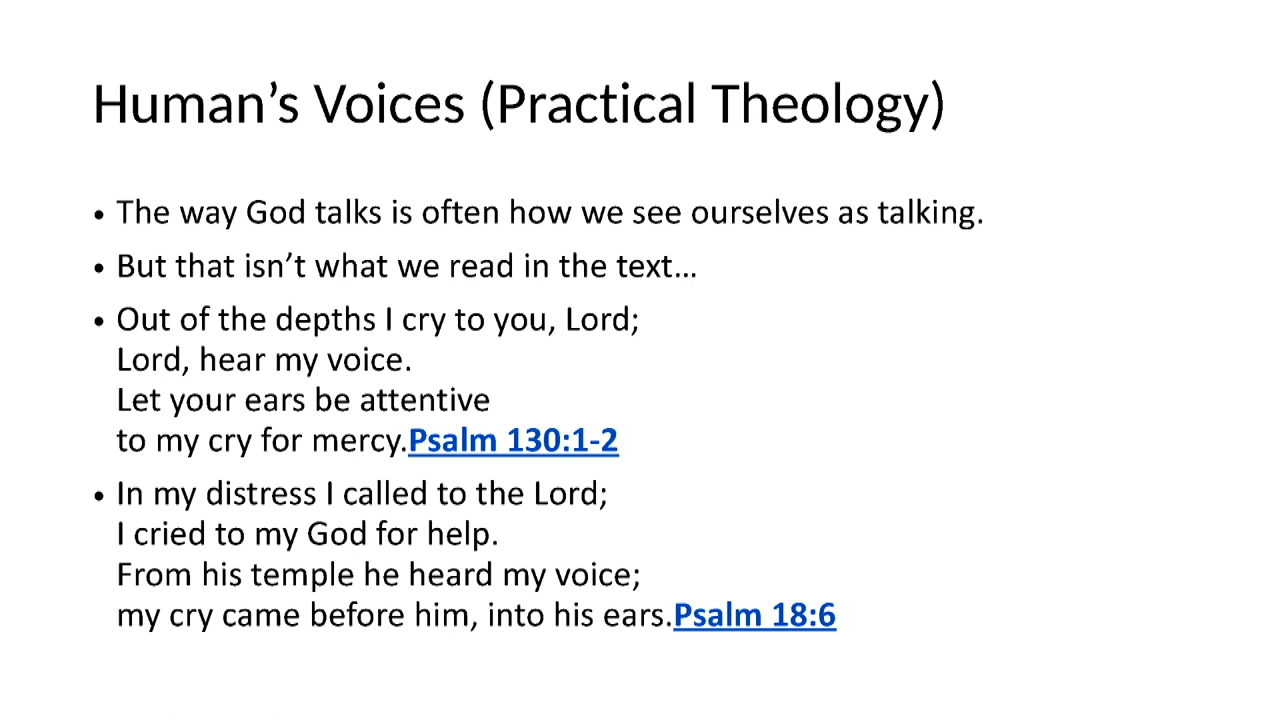 Human’s Voices (Practical Theology)
• The way God talks is often how we see ourselves as talking.
• But that isn’t what we read in the text…
• Out of the depths I cry to you, Lord;
Lord, hear my voice.
Let your ears be attentive
to my cry for mercy.Psalm 130:1-2
• In my distress I called to the Lord;
I cried to my God for help.
From his temple he heard my voice;
my cry came before him, into his ears.Psalm 18:6